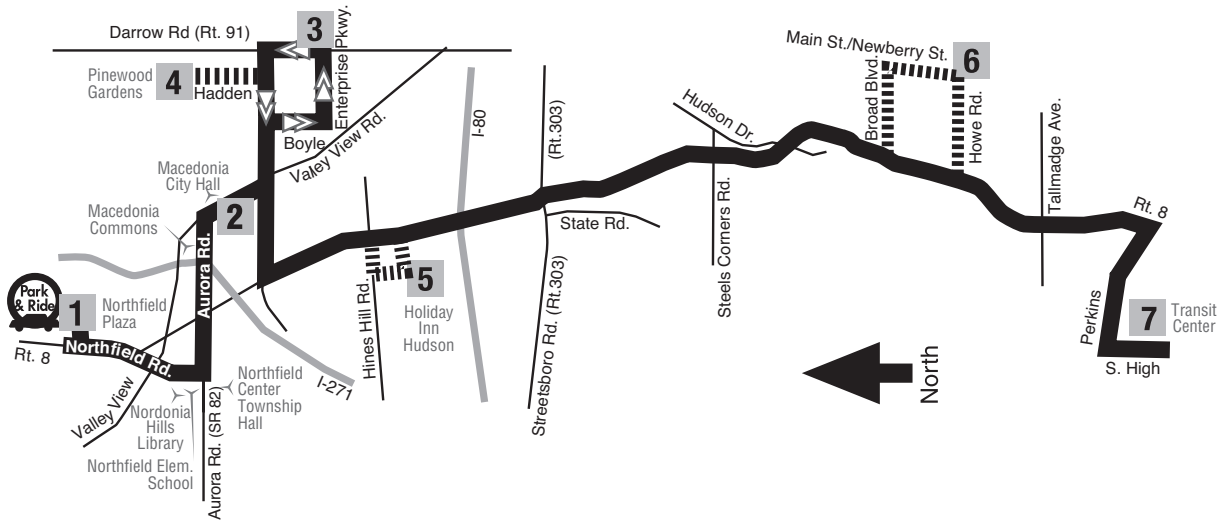 Darrow Rd (Rt. 91)
3
Enterprise Pkwy.
Pinewood
Gardens
4
Hadden
Boyle
Valley View Rd.
I-80
(Rt.303)
Hudson Dr.
Main St./Newberry St.
6
Broad Blvd.
Howe Rd.
Tallmadge Ave.
Rt. 8
Macedonia
City Hall
2
Macedonia
Commons
Aurora Rd.
State Rd.
Steels Corners Rd.
Park
& Ride
1
Northfield
Plaza
Northfield Rd.
Rt. 8
Hines Hill Rd.
5
Holiday
Inn
Hudson
Streetsboro Rd. (Rt.303)
Perkins
7
Transit
Center
S. High
North
I-271
Northfield
Center
Township
Hall
Valley View
Nordonia
Hills
Library
Northfield Elem.
School
Aurora Rd. (SR 82)